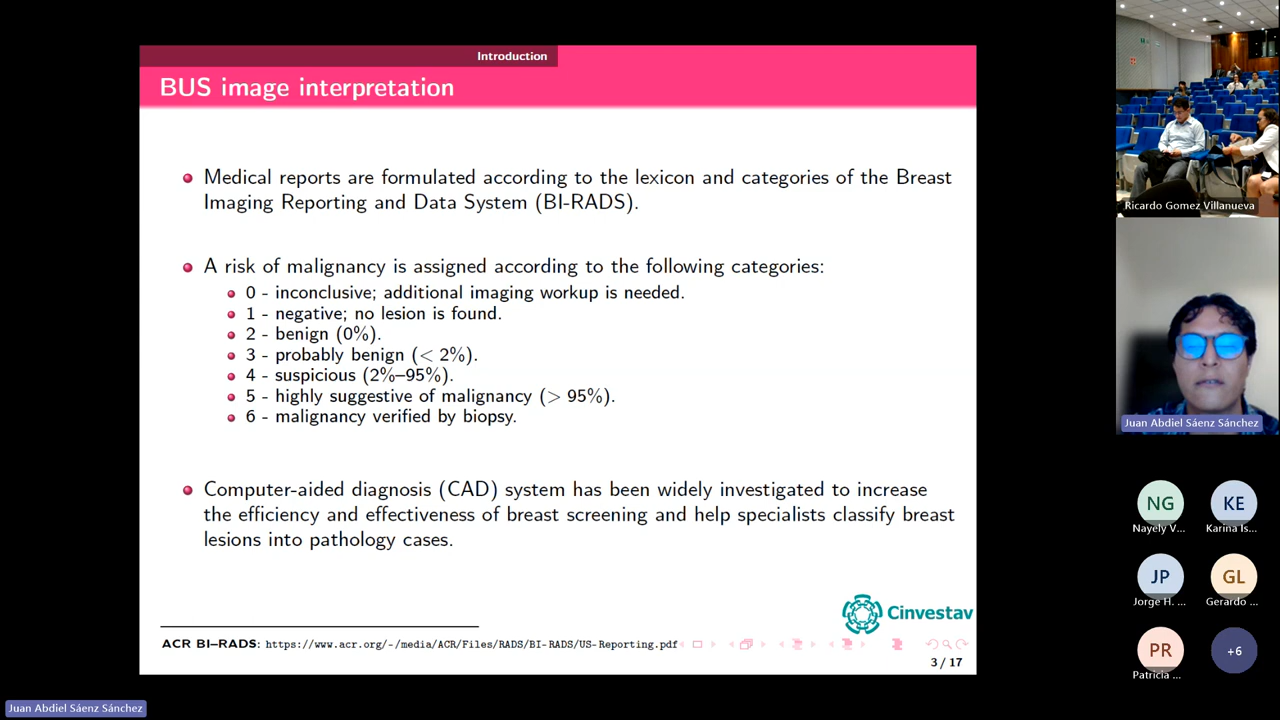 Introduction
BUS image interpretation
Medical reports are formulated according to the lexicon and categories of the Breast
Imaging Reporting and Data System (BI-RADS).
A risk of malignancy is assigned according to the following categories:
0 - inconclusive; additional imaging workup is needed.
1 - negative; no lesion is found.
2 - benign (0%).
3 - probably benign (< 2%).
4 - suspicious (2%–95%).
5 - highly suggestive of malignancy (> 95%).
6 - malignancy verified by biopsy.
Computer-aided diagnosis (CAD) system has been widely investigated to increase
the efficiency and effectiveness of breast screening and help specialists classify breast
lesions into pathology cases.
Cinvestav
ACR BI–RADS: https://www.acr.org/-/media/ACR/Files/RADS/BI-RADS/US-Reporting.pdf
3 / 17
Ricardo Gomez Villanueva
Juan Abdiel Sáenz Sánchez
NG
KE
Nayely V...
Karina Is...
JP
GL
Jorge H. ...
Gerardo ...
PR
+6
Patricia ...
Juan Abdiel Sáenz Sánchez